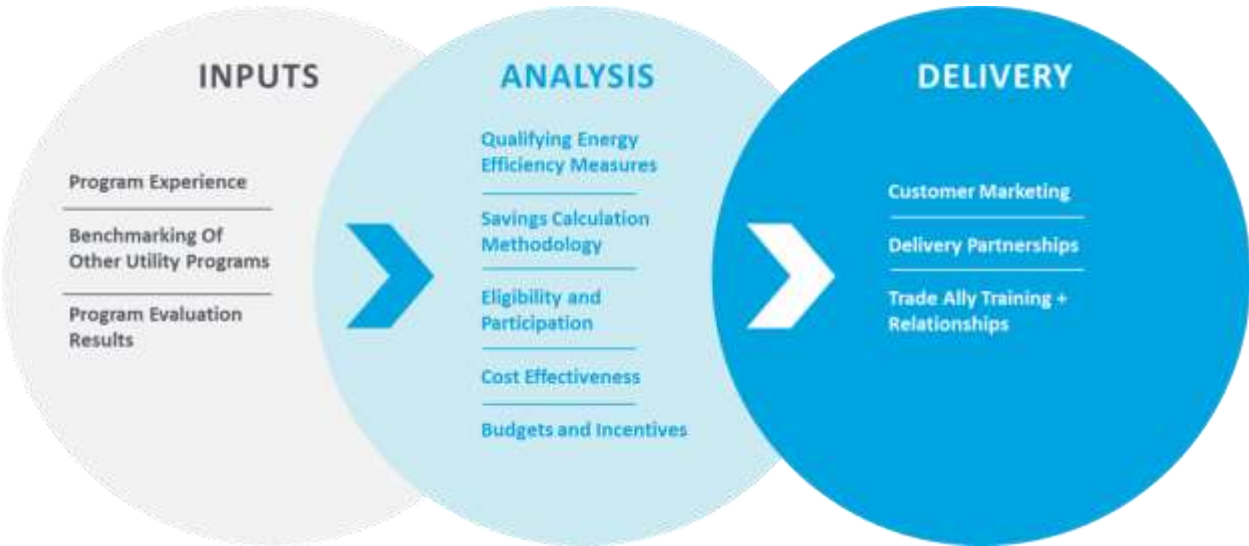 INPUTS
Program Experience
Benchmarking Of
Other Utility Programs
Program Evaluation
Results
ANALYSIS
Qualifying Energy
Efficiency Measures
Savings Calculation
Methodology
Eligibility and
Participation
Cost Effectiveness
Budgets and Incentives
DELIVERY
Customer Marketing
Delivery Partnerships
Trade Ally Training +
Relationships